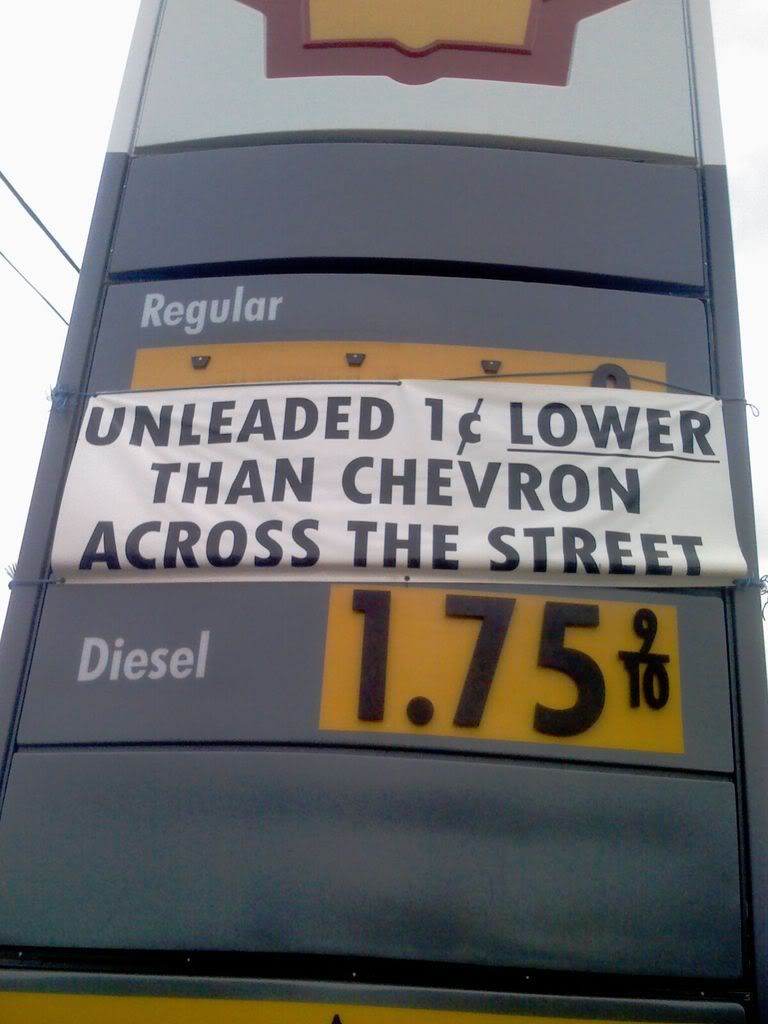 Regular
UNLEADED 1¢ LOWER
THAN CHEVRON
ACROSS THE STREET
Diesel
1.75 9/10